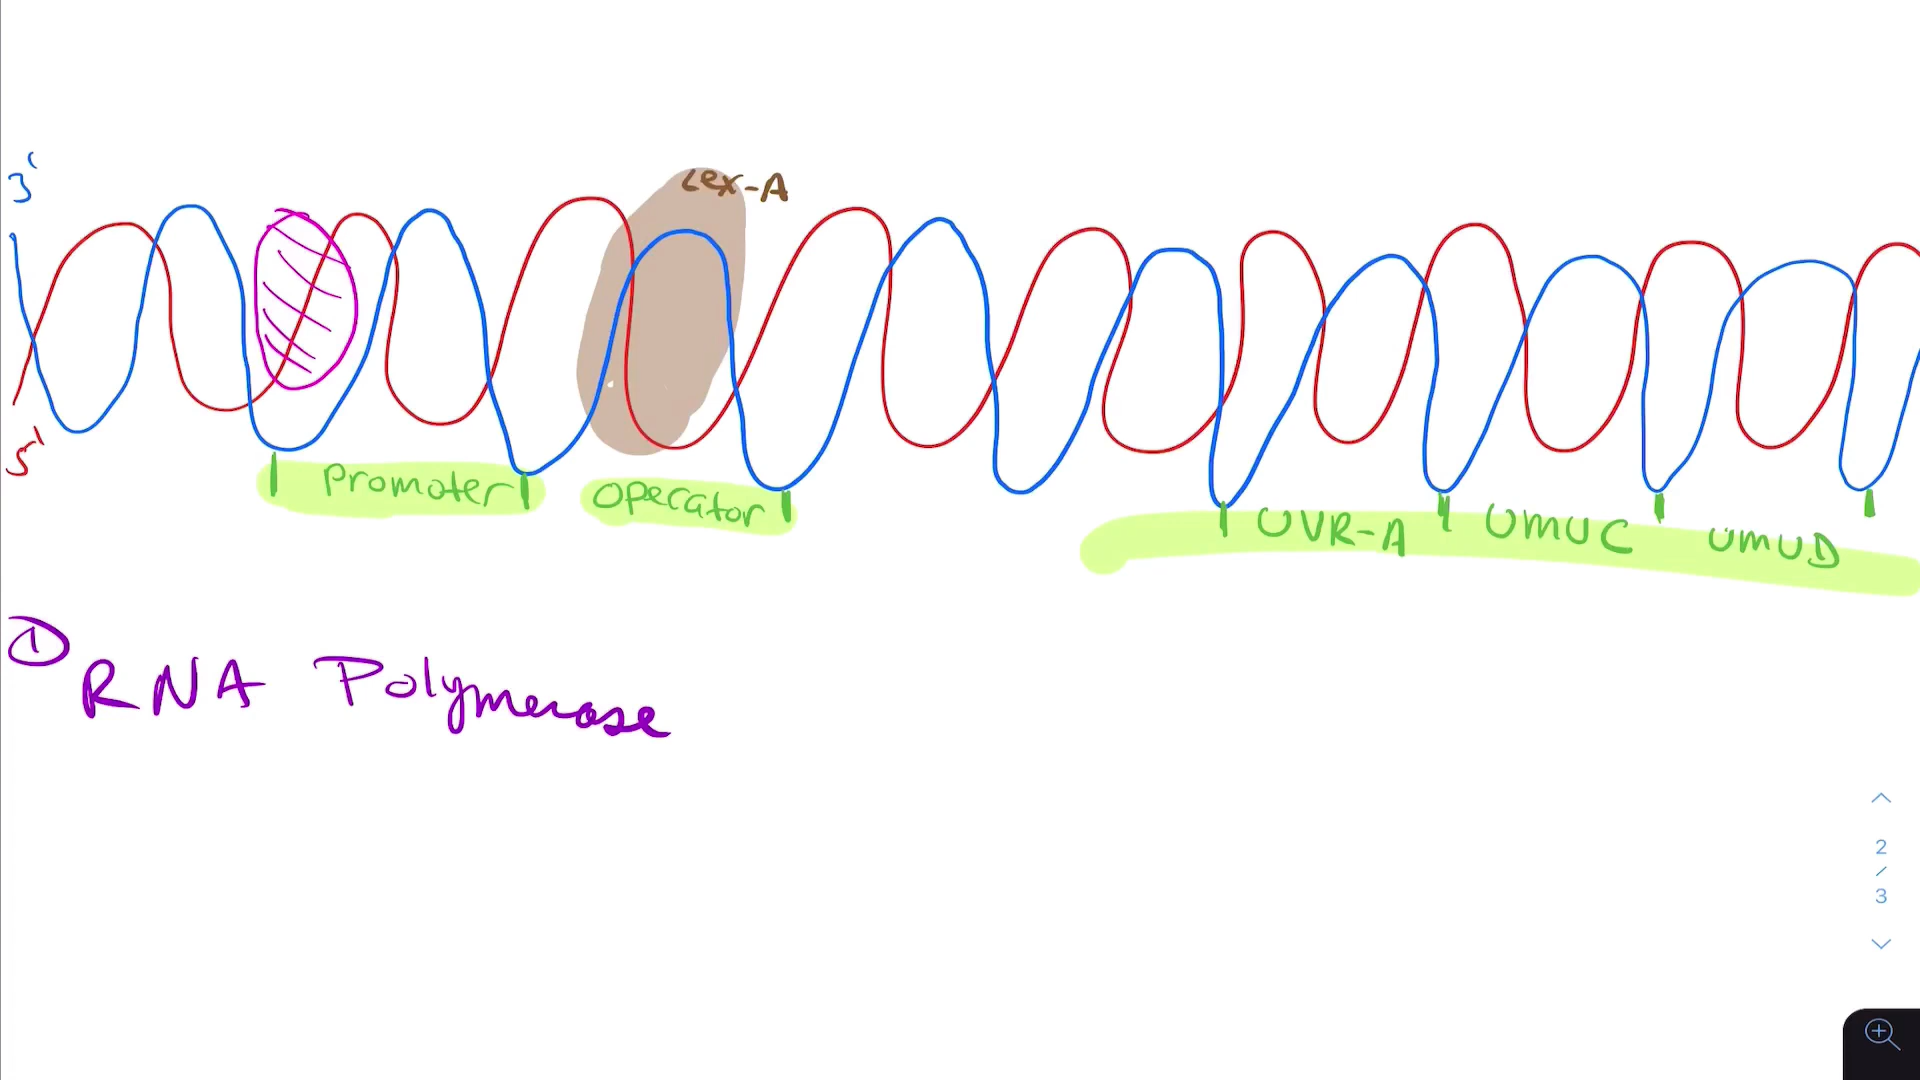 3'
Lex-A
5'
Promoter
operator
UVR-A
UMUC
UMUD
① RNA Polymerase
2
/
3